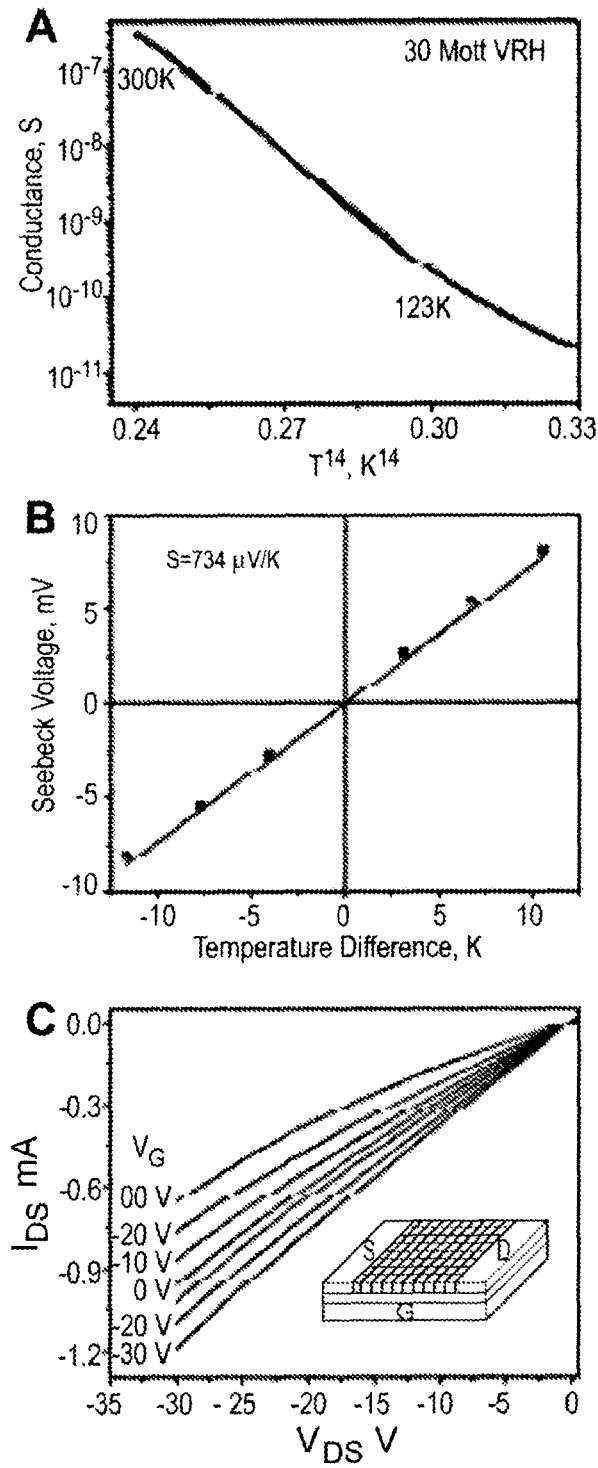 A
30 Mott VRH
300K
123K
Conductance, S
10-7
10-8
10-9
10-10
10-11
0.24 0.27 0.30 0.33
T14, K14
B
S=734 µV/K
Seebeck Voltage, mV
10
5
0
-5
-10
-10 -5 0 5 10
Temperature Difference, K
C
IDS mA
0.0
-0.3
-0.6
-0.9
-1.2
VG
00 V
-20 V
-10 V
0 V
-20 V
-30 V
S D
G
-35 -30 - 25 -20 -15 -10 -5 0
VDS V